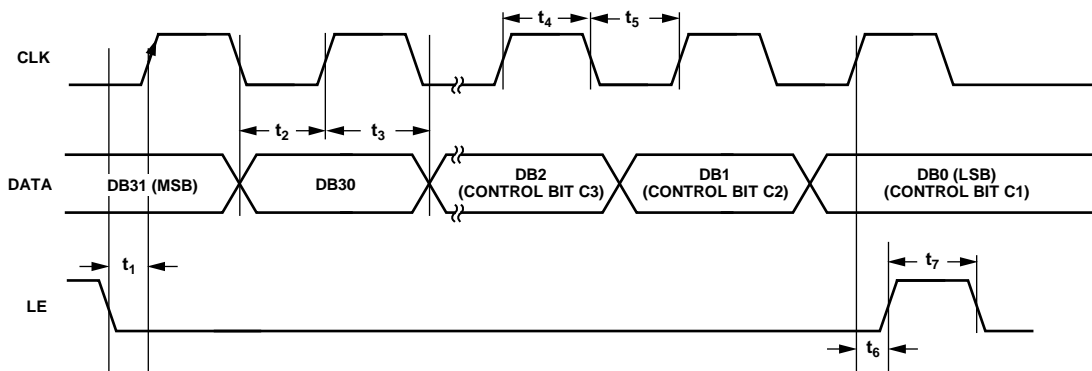 t4
t5
CLK
t2
t3
DATA
DB31 (MSB)
DB30
DB2
(CONTROL BIT C3)
DB1
(CONTROL BIT C2)
DB0 (LSB)
(CONTROL BIT C1)
t1
t7
LE
t6